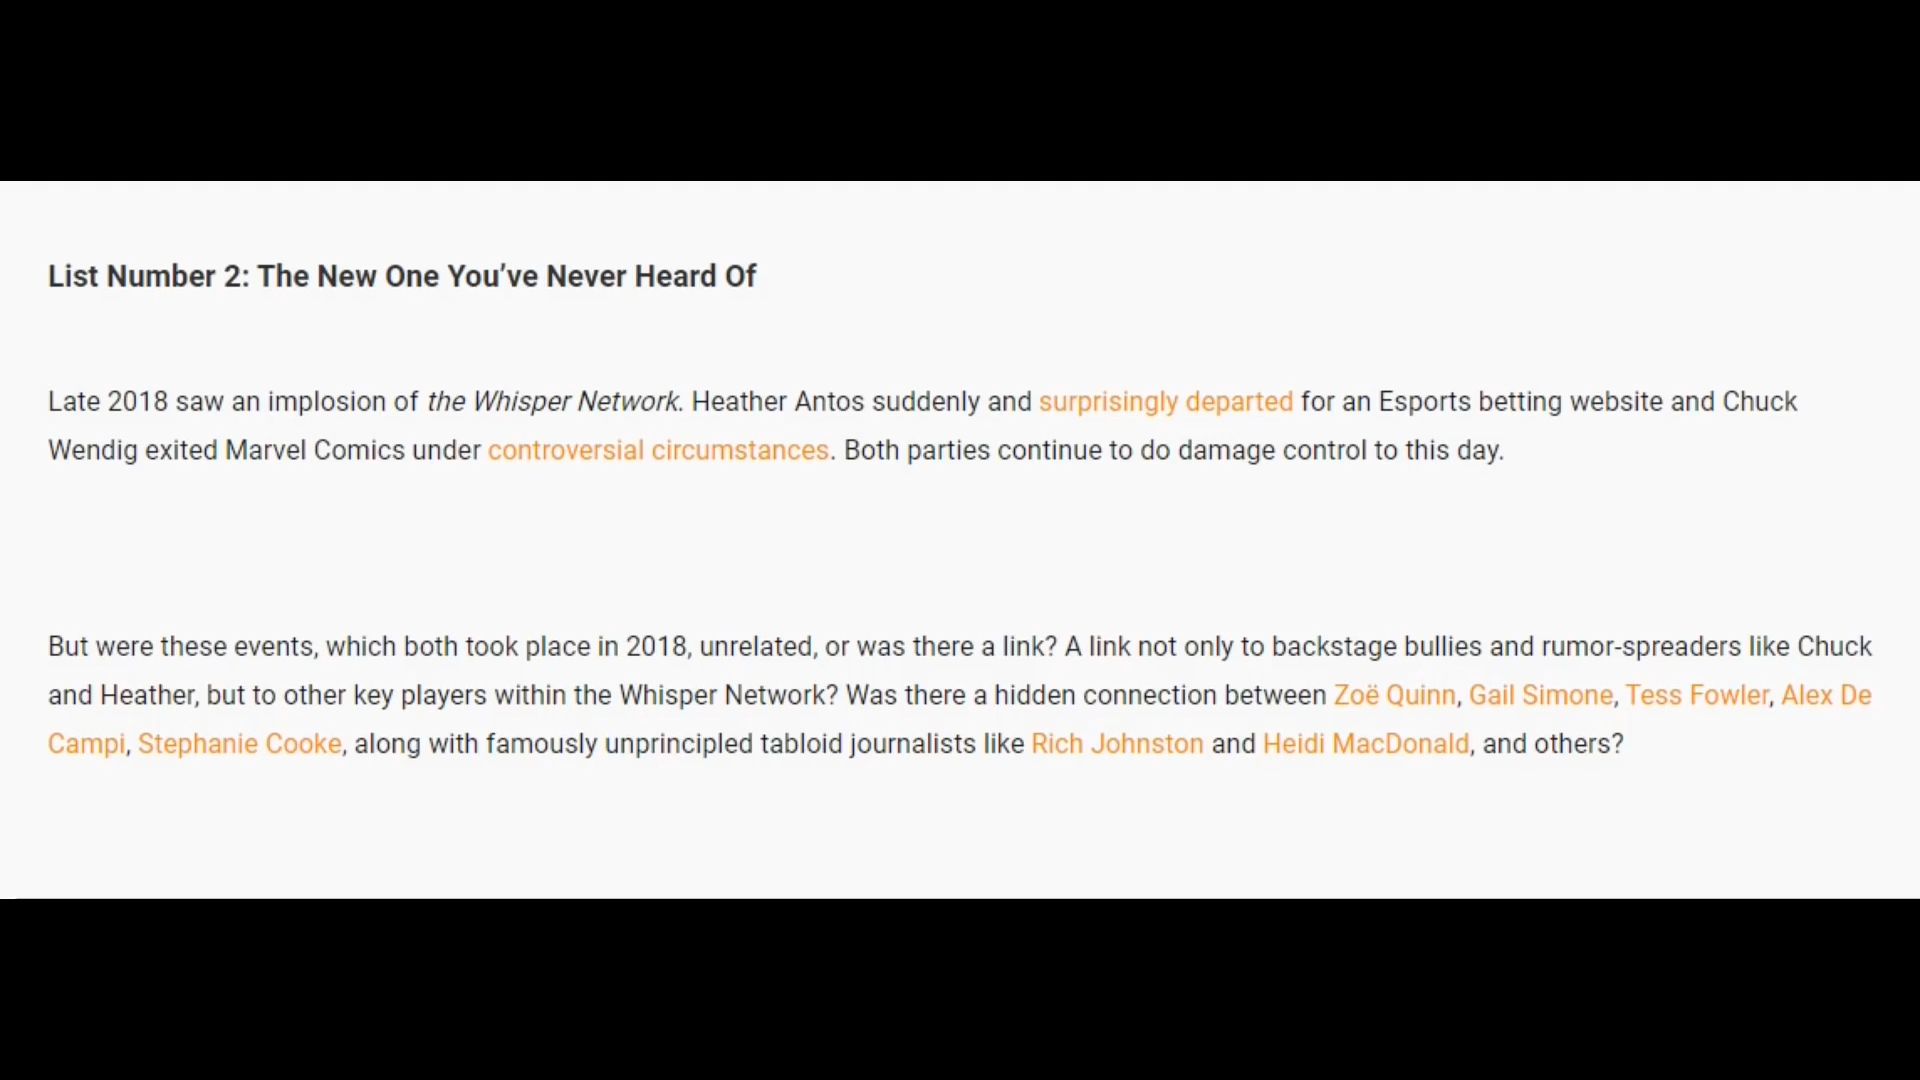 List Number 2: The New One You’ve Never Heard Of
Late 2018 saw an implosion of the Whisper Network. Heather Antos suddenly and surprisingly departed for an Esports betting website and Chuck
Wendig exited Marvel Comics under controversial circumstances. Both parties continue to do damage control to this day.
But were these events, which both took place in 2018, unrelated, or was there a link? A link not only to backstage bullies and rumor-spreaders like Chuck
and Heather, but to other key players within the Whisper Network? Was there a hidden connection between Zoë Quinn, Gail Simone, Tess Fowler, Alex De
Campi, Stephanie Cooke, along with famously unprincipled tabloid journalists like Rich Johnston and Heidi MacDonald, and others?